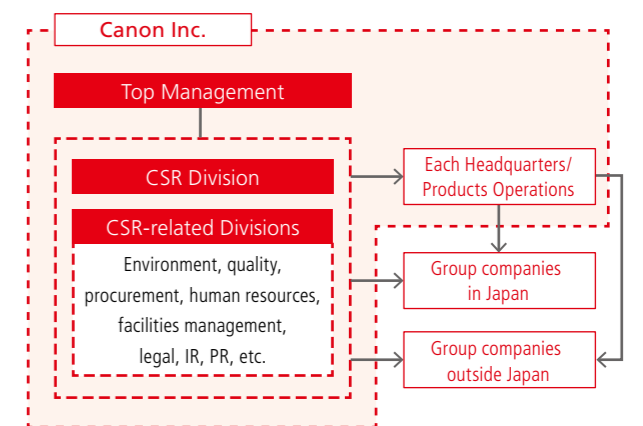 Canon Inc.
Top Management
CSR Division
CSR-related Divisions
Environment, quality,
procurement, human resources,
facilities management,
legal, IR, PR, etc.
Each Headquarters/
Products Operations
Group companies
in Japan
Group companies
outside Japan